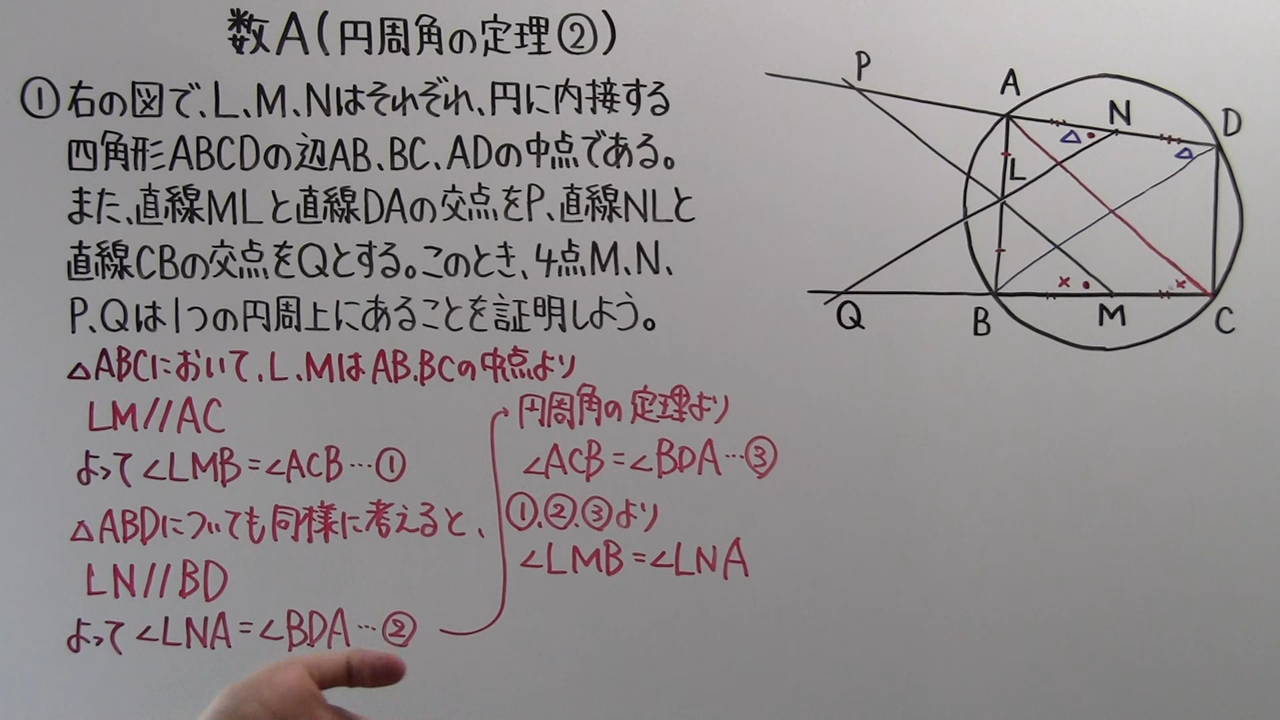 数A(円周角の定理②)
①右の図で、L、M、Nはそれぞれ、円に内接する
四角形ABCDの辺AB、BC、ADの中点である。
また、直線MLと直線DAの交点をP、直線NLと
直線CBの交点をQとする。このとき、4点M、N、
P、Qは1つの円周上にあることを証明しよう。
△ABCにおいて、L、MはAB、BCの中点より
LM//AC
よって∠LMB=∠ACB…①
△ABDについても同様に考えると、
LN//BD
よって∠LNA=∠BDA…②
円周角の定理より
∠ACB=∠BDA…③
①、②、③より
∠LMB=∠LNA
P
A
N
D
L
Q
B
M
C